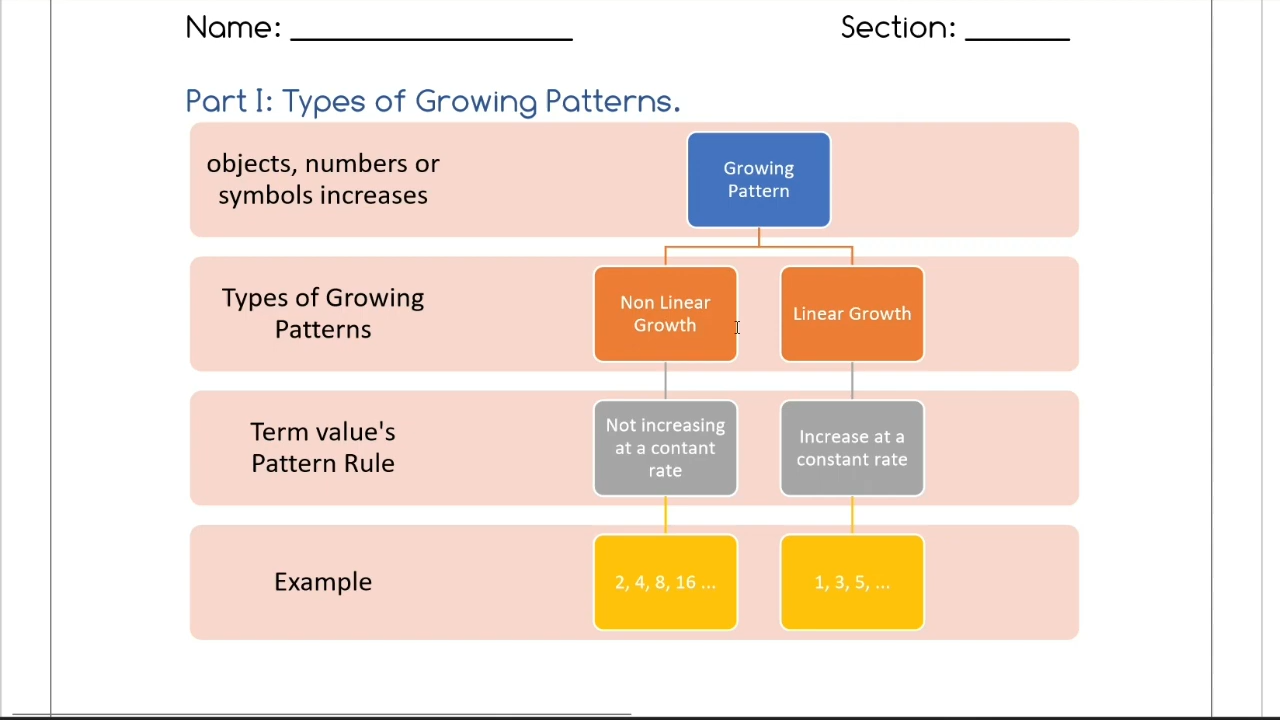 Name: ____________________ Section: _______
Part I: Types of Growing Patterns.
objects, numbers or
symbols increases
Growing
Pattern
Types of Growing
Patterns
Non Linear
Growth
Linear Growth
Term value's
Pattern Rule
Not increasing
at a contant
rate
Increase at a
constant rate
Example
2, 4, 8, 16 ...
1, 3, 5, ...